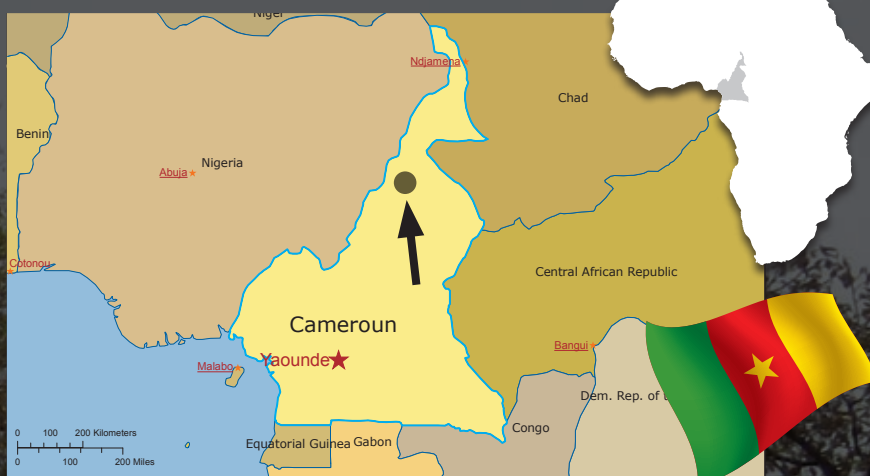 Niger
Ndjamena
Chad
Benin
Nigeria
Abuja
Cotonou
Central African Republic
Cameroun
Yaounde
Bangui
Malabo
Dem. Rep. of
Congo
Equatorial Guinea
Gabon
0 100 200 Kilometers
0 100 200 Miles